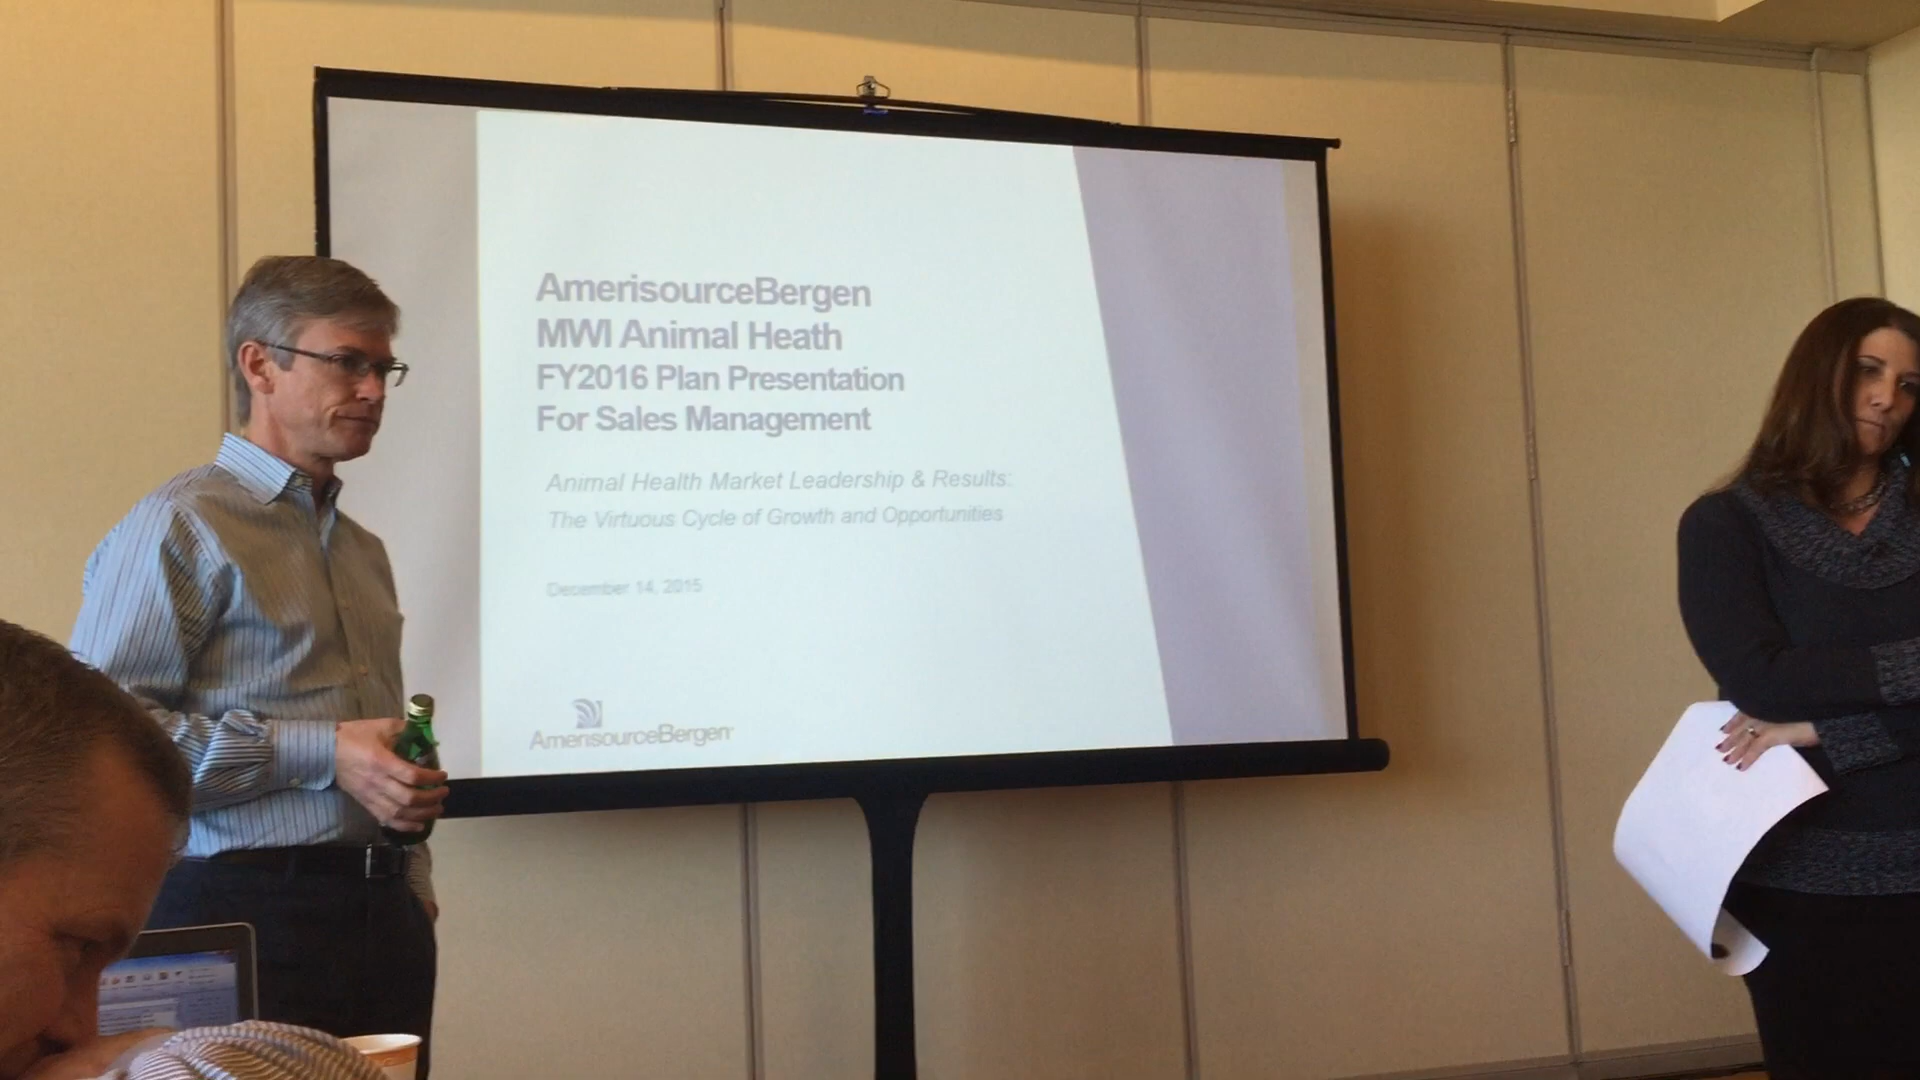 AmerisourceBergen
MWI Animal Heath
FY2016 Plan Presentation
For Sales Management
Animal Health Market Leadership & Results:
The Virtuous Cycle of Growth and Opportunities
December 14, 2015
AmerisourceBergen